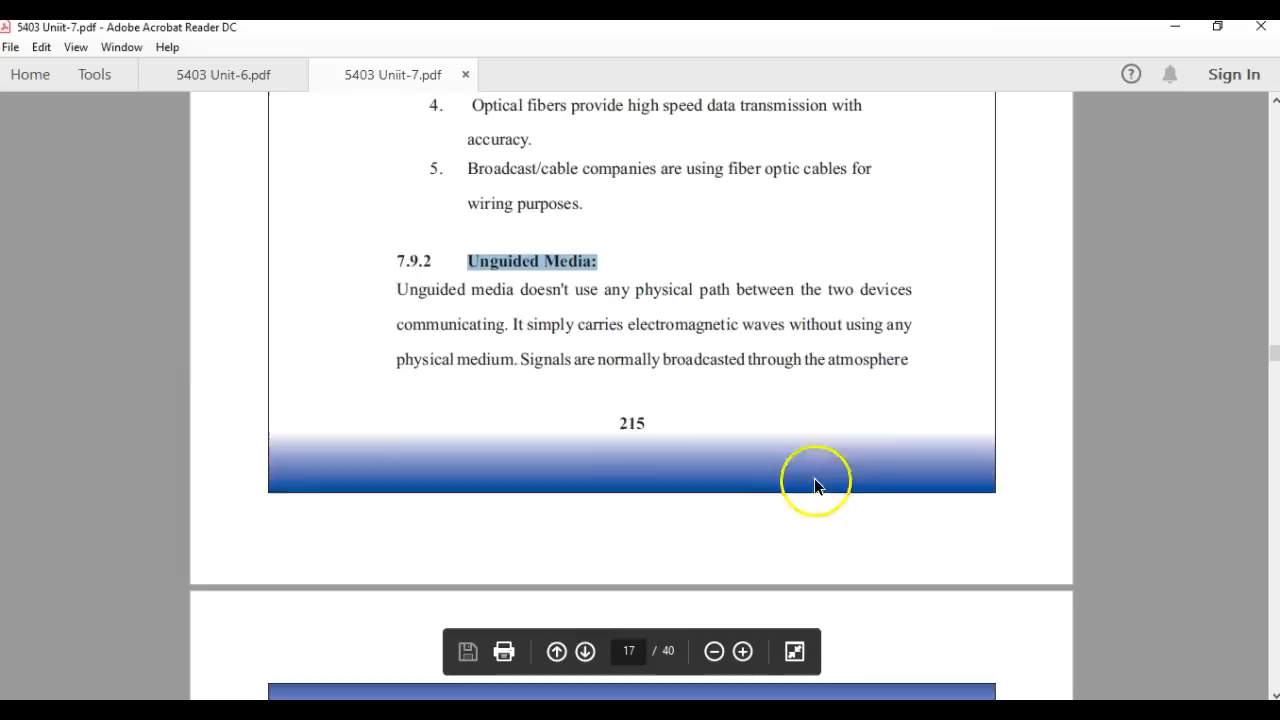 5403 Uniit-7.pdf - Adobe Acrobat Reader DC
File Edit View Window Help
Home Tools 5403 Unit-6.pdf 5403 Uniit-7.pdf × ? Sign In
4. Optical fibers provide high speed data transmission with
accuracy.
5. Broadcast/cable companies are using fiber optic cables for
wiring purposes.
7.9.2 Unguided Media:
Unguided media doesn't use any physical path between the two devices
communicating. It simply carries electromagnetic waves without using any
physical medium. Signals are normally broadcasted through the atmosphere
215
17 / 40